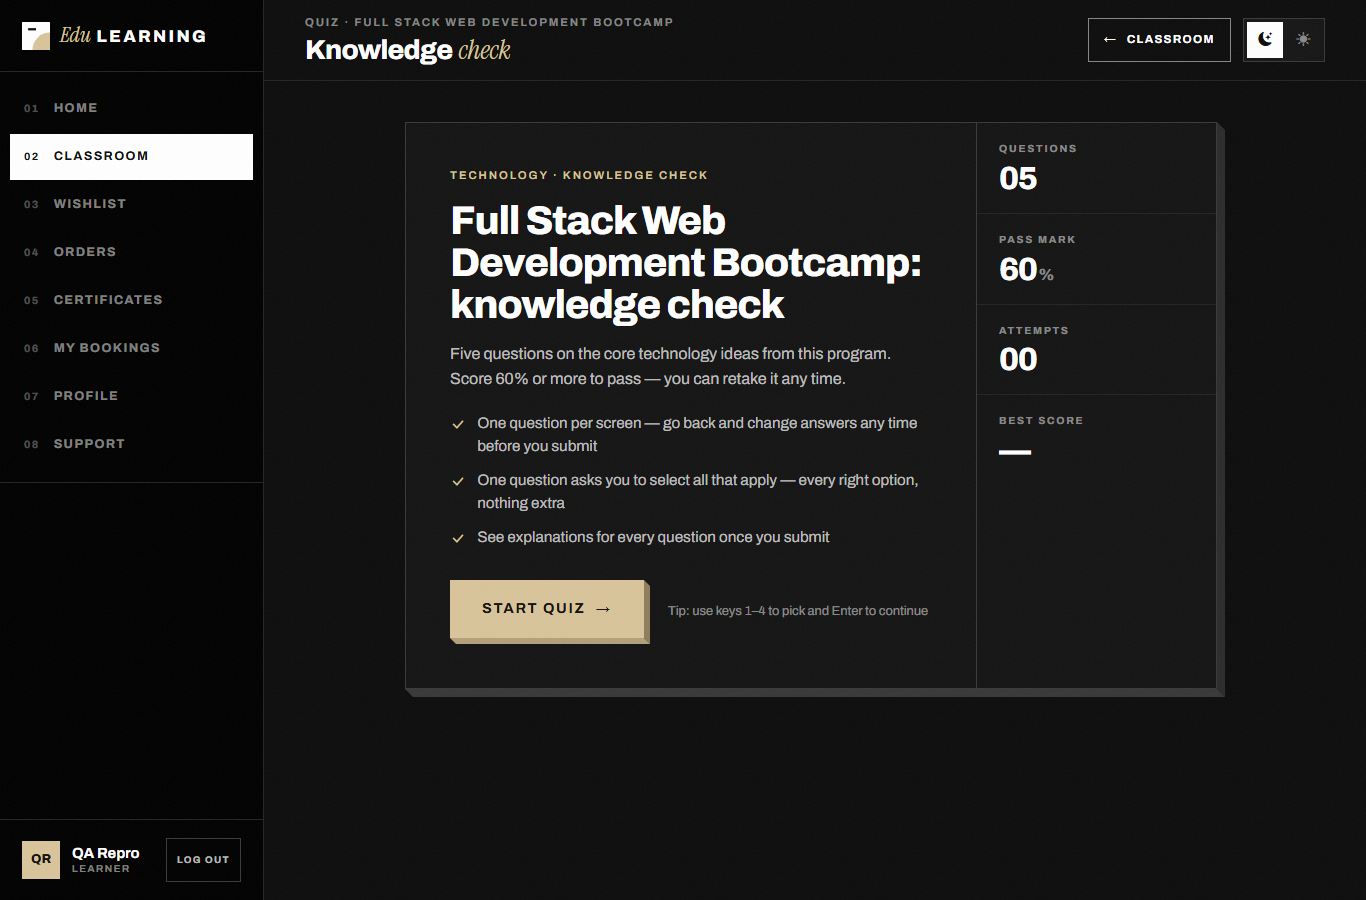 Edu LEARNING
01 HOME
02 CLASSROOM
03 WISHLIST
04 ORDERS
05 CERTIFICATES
06 MY BOOKINGS
07 PROFILE
08 SUPPORT
QR
QA Repro
LEARNER
LOG OUT
QUIZ · FULL STACK WEB DEVELOPMENT BOOTCAMP
Knowledge check
← CLASSROOM
TECHNOLOGY · KNOWLEDGE CHECK
Full Stack Web
Development Bootcamp:
knowledge check
Five questions on the core technology ideas from this program.
Score 60% or more to pass — you can retake it any time.
One question per screen — go back and change answers any time
before you submit
One question asks you to select all that apply — every right option,
nothing extra
See explanations for every question once you submit
START QUIZ →
Tip: use keys 1–4 to pick and Enter to continue
QUESTIONS
05
PASS MARK
60%
ATTEMPTS
00
BEST SCORE
—